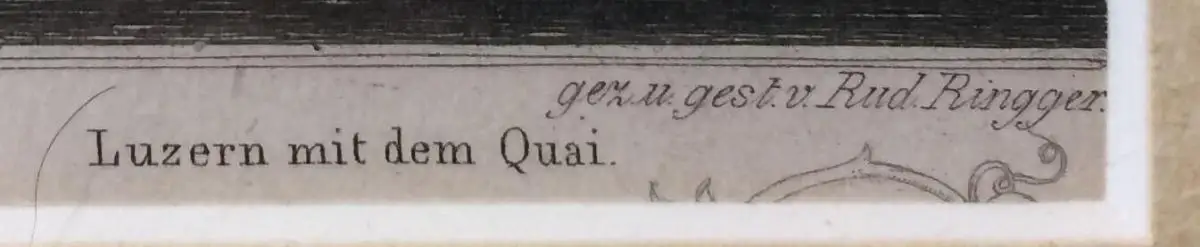 gez. u. gest. v. Rud. Ringger.
Luzern mit dem Quai.